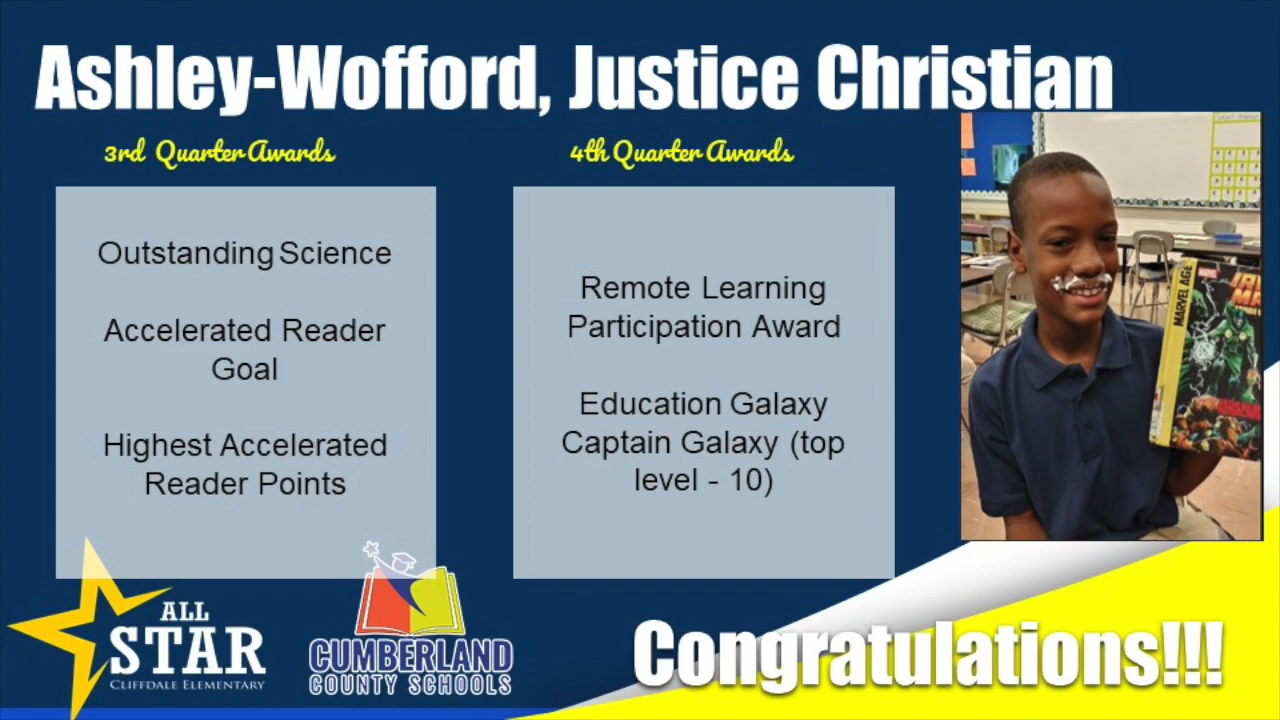 Ashley-Wofford, Justice Christian
3rd Quarter Awards
Outstanding Science
Accelerated Reader
Goal
Highest Accelerated
Reader Points
4th Quarter Awards
Remote Learning
Participation Award
Education Galaxy
Captain Galaxy (top
level - 10)
MARVEL AGE
MARVEL
ALL
STAR
CLIFFDALE ELEMENTARY
CUMBERLAND
COUNTY SCHOOLS
Congratulations!!!